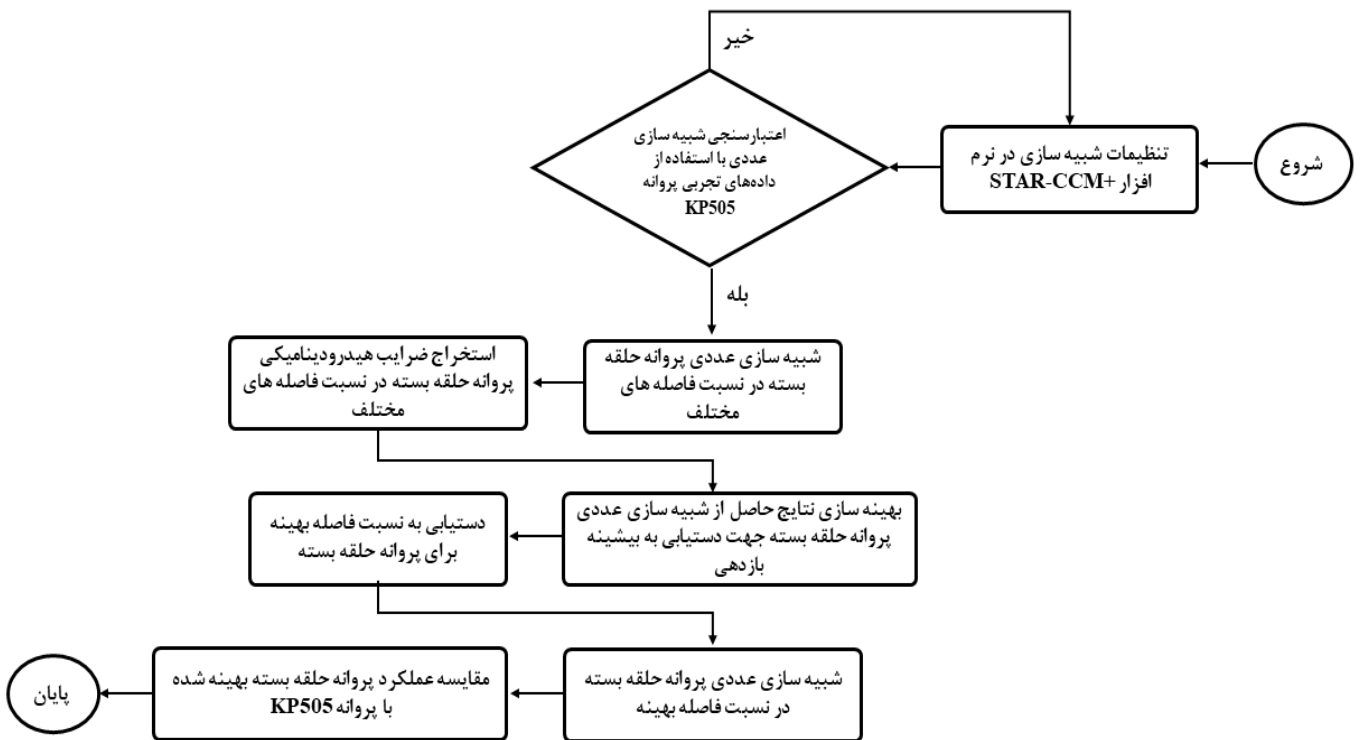 شروع
تنظیمات شبیه سازی در نرم
افزار STAR-CCM+
خیر
اعتبارسنجی شبیه سازی
عددی با استفاده از
داده‌های تجربی پروانه
KP505
بله
شبیه سازی عددی پروانه حلقه
بسته در نسبت فاصله های
مختلف
استخراج ضرایب هیدرودینامیکی
پروانه حلقه بسته در نسبت فاصله های
مختلف
بهینه سازی نتایج حاصل از شبیه سازی عددی
پروانه حلقه بسته جهت دستیابی به بیشینه
بازدهی
دستیابی به نسبت فاصله بهینه
برای پروانه حلقه بسته
شبیه سازی عددی پروانه حلقه بسته
در نسبت فاصله بهینه
مقایسه عملکرد پروانه حلقه بسته بهینه شده
با پروانه KP505
پایان